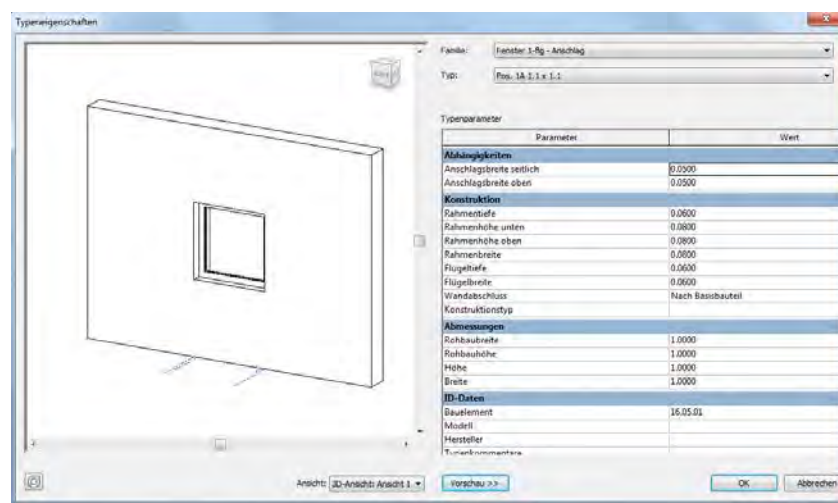 Typeneigenschaften
Familie: Fenster 1-flg - Anschlag
Typ: Pos. 1A 1.1 x 1.1
Typenparameter
Parameter Wert
Abhängigkeiten
Anschlagsbreite seitlich 0.0500
Anschlagsbreite oben 0.0500
Konstruktion
Rahmentiefe 0.0600
Rahmenhöhe unten 0.0800
Rahmenhöhe oben 0.0800
Rahmenbreite 0.0800
Flügeltiefe 0.0600
Flügelbreite 0.0600
Wandabschluss Nach Basisbauteil
Konstruktionstyp
Abmessungen
Rohbaubreite 1.0000
Rohbauhöhe 1.0000
Höhe 1.0000
Breite 1.0000
ID-Daten
Bauelement 16.05.01
Modell
Hersteller
Typenkommentare
Ansicht: 3D-Ansicht: Ansicht 1 Vorschau >> OK Abbrechen